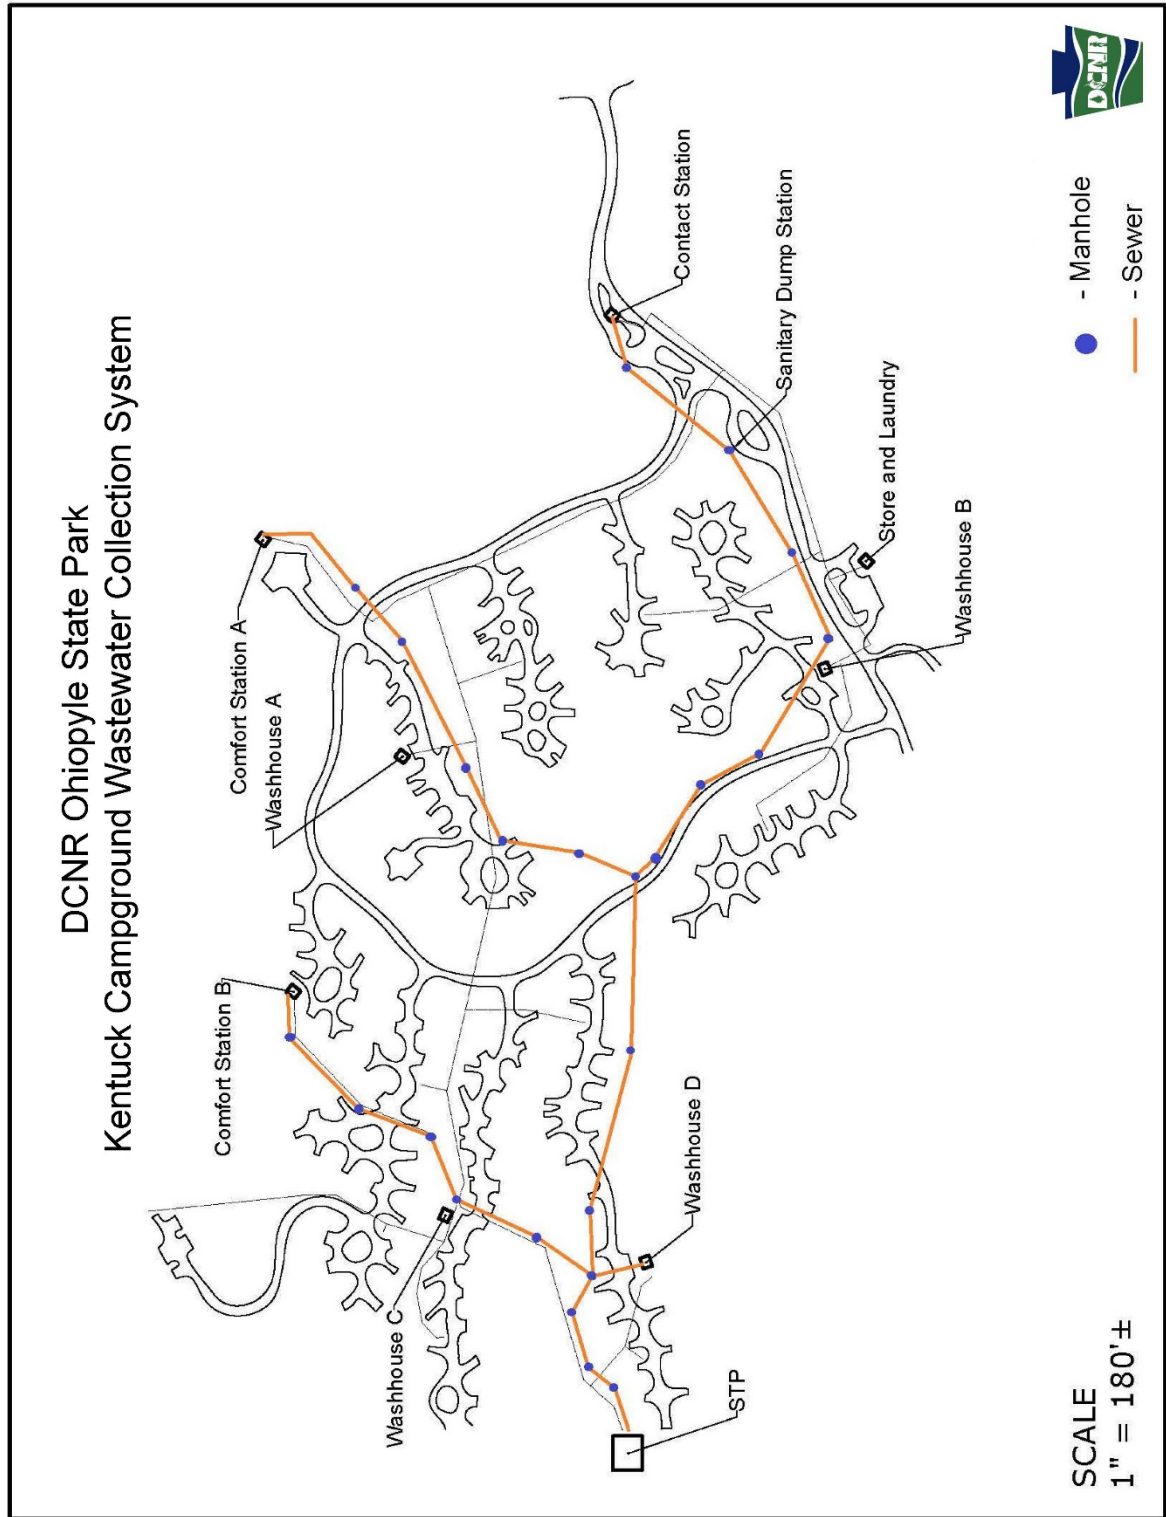 DCNR Ohiopyle State Park
Kentuck Campground Wastewater Collection System
Comfort Station A
Washhouse A
Comfort Station B
Washhouse C
Contact Station
Sanitary Dump Station
Store and Laundry
Washhouse B
Washhouse D
STP
SCALE
1" = 180'±
- Manhole
- Sewer
DCNR